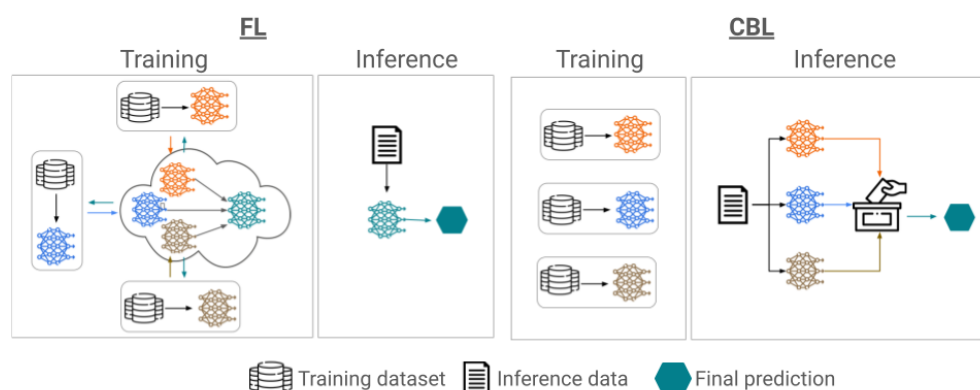 FL
CBL
Training
Inference
Training
Inference
Training dataset
Inference data
Final prediction